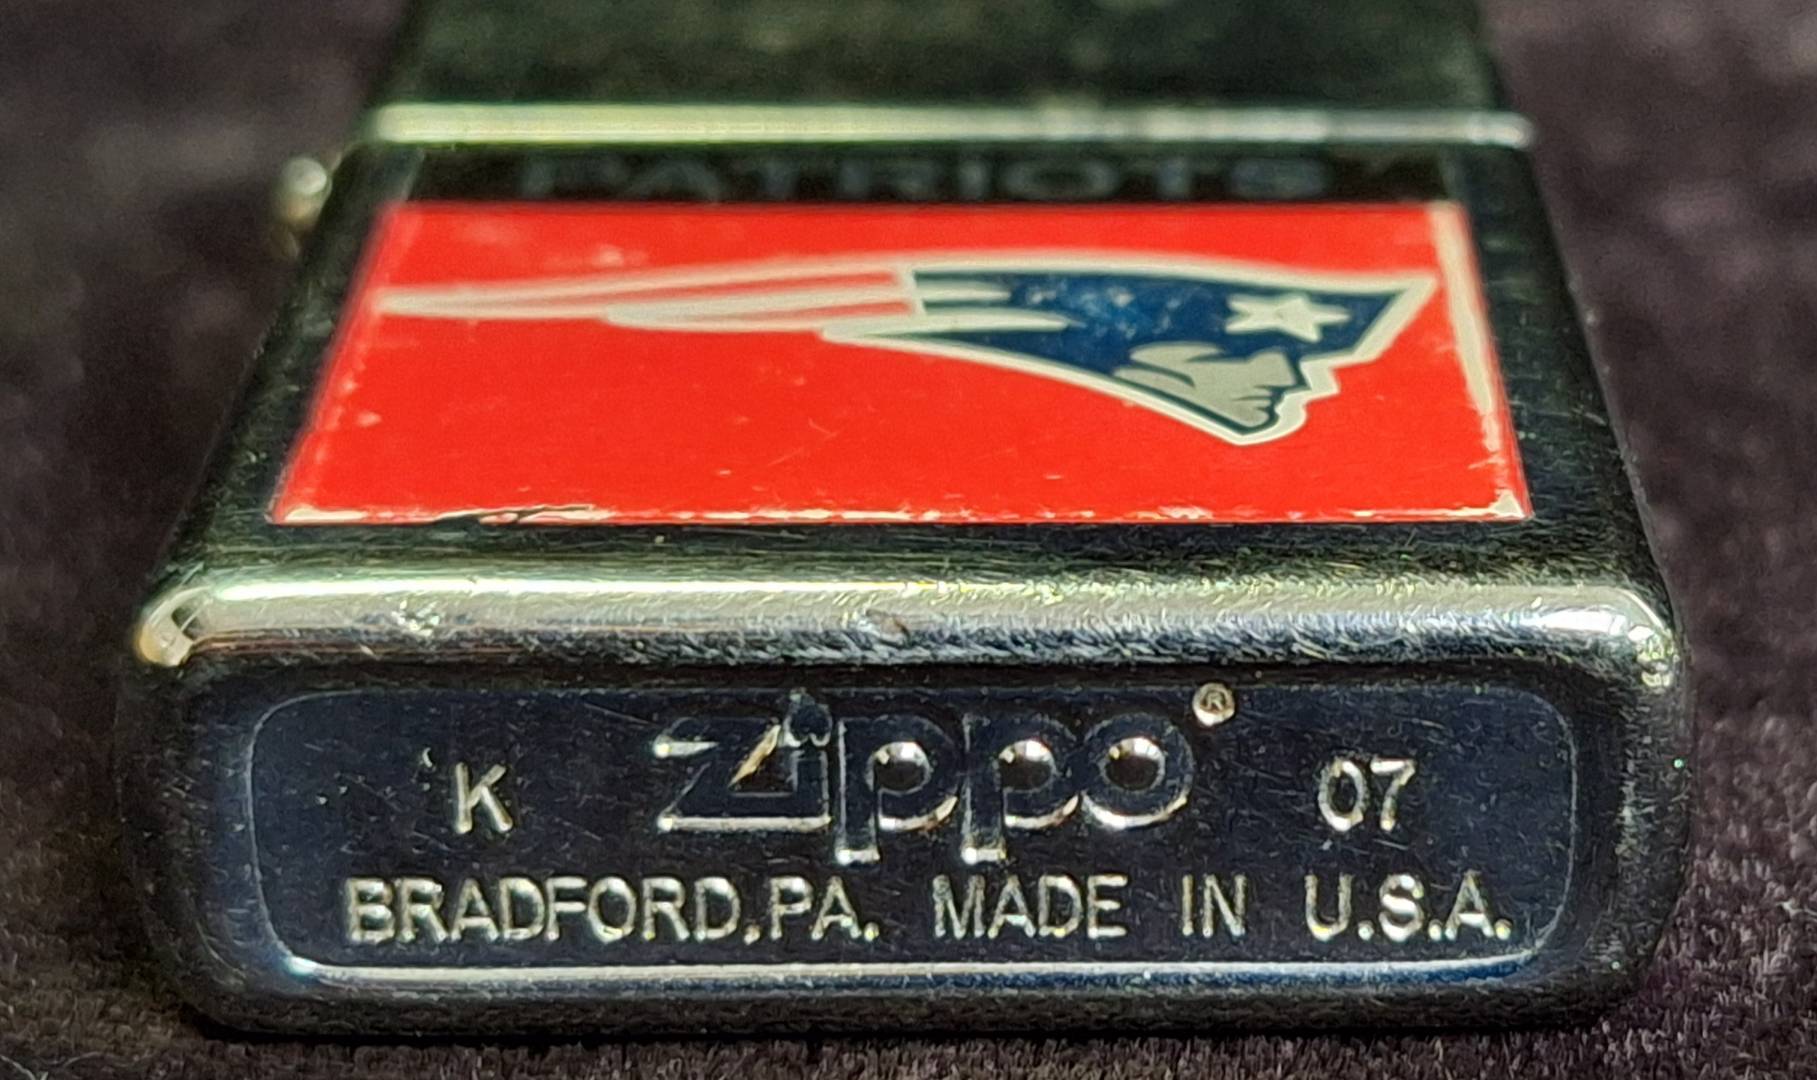 PATRIOTS
K zippo® 07
BRADFORD,PA. MADE IN U.S.A.